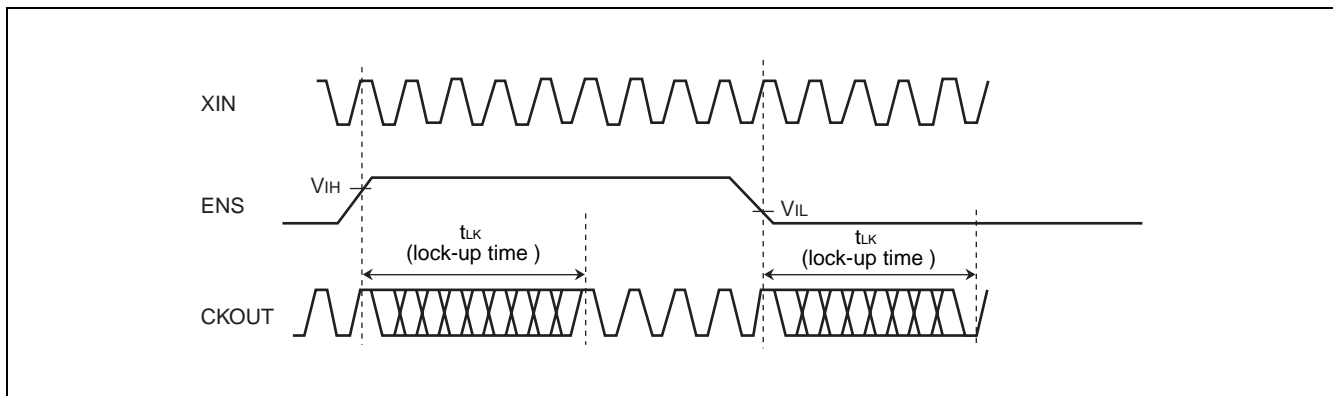 XIN
VIH
ENS
VIL
tLK
(lock-up time )
tLK
(lock-up time )
CKOUT